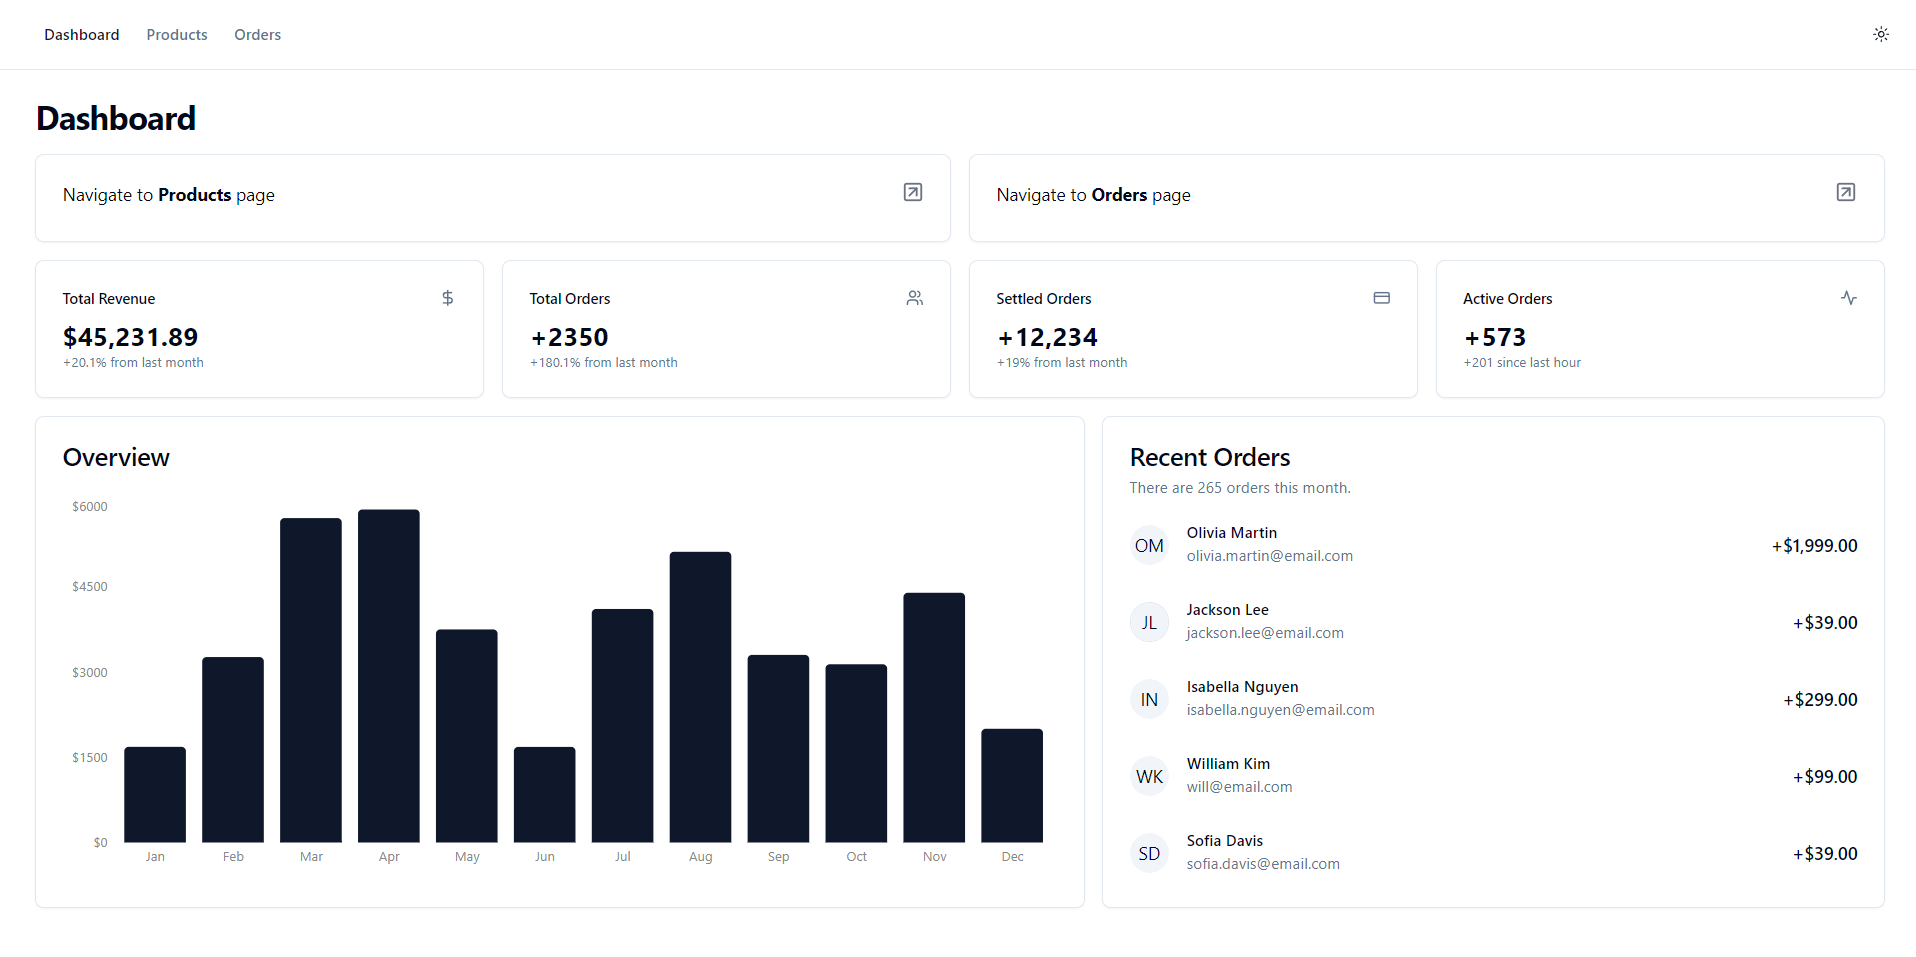 Dashboard Products Orders
Dashboard
Navigate to Products page
Navigate to Orders page
Total Revenue
$45,231.89
+20.1% from last month
Total Orders
+2350
+180.1% from last month
Settled Orders
+12,234
+19% from last month
Active Orders
+573
+201 since last hour
Overview
$6000
$4500
$3000
$1500
$0
Jan Feb Mar Apr May Jun Jul Aug Sep Oct Nov Dec
Recent Orders
There are 265 orders this month.
OM
Olivia Martin
olivia.martin@email.com
+$1,999.00
JL
Jackson Lee
jackson.lee@email.com
+$39.00
IN
Isabella Nguyen
isabella.nguyen@email.com
+$299.00
WK
William Kim
will@email.com
+$99.00
SD
Sofia Davis
sofia.davis@email.com
+$39.00